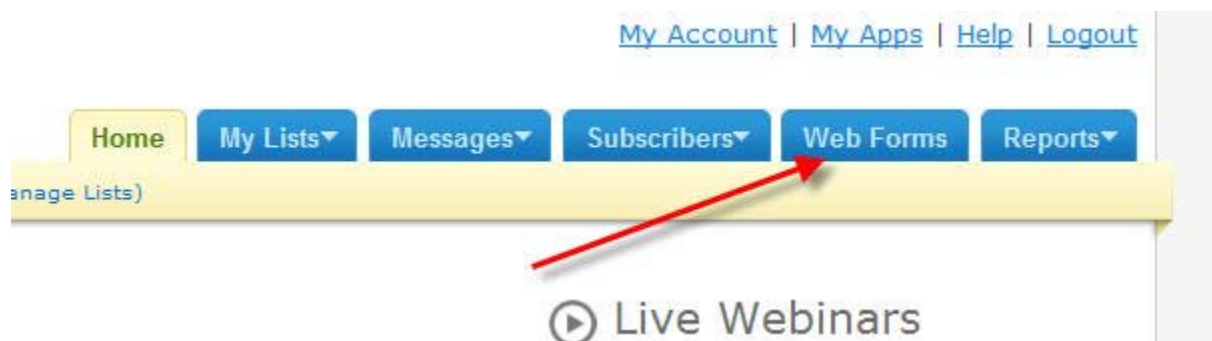 My Account | My Apps | Help | Logout
Home My Lists Messages Subscribers Web Forms Reports
anage Lists)
Live Webinars